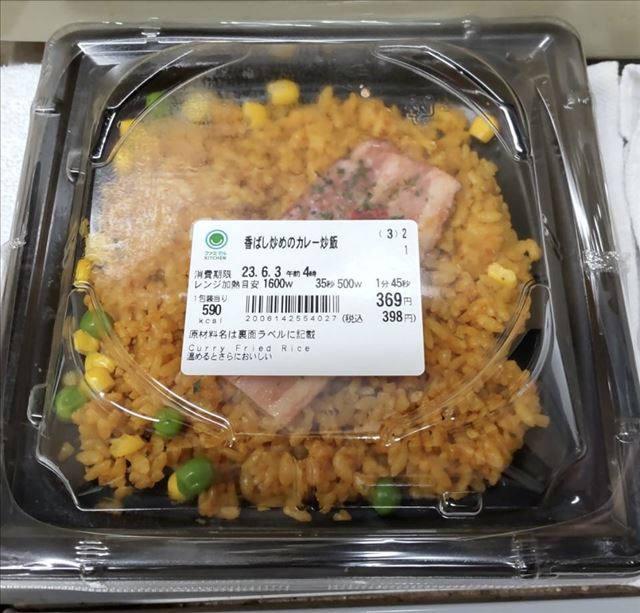 ファミマル
KITCHEN
香ばし炒めのカレー炒飯
(3)2
1
消費期限 23.6.3 午前4時
レンジ加熱目安 1600W 35秒 500W 1分45秒
1包装当り
590
kcal
369円
2006142554027 (税込 398円)
原材料名は裏面ラベルに記載
Curry Fried Rice
温めるとさらにおいしい